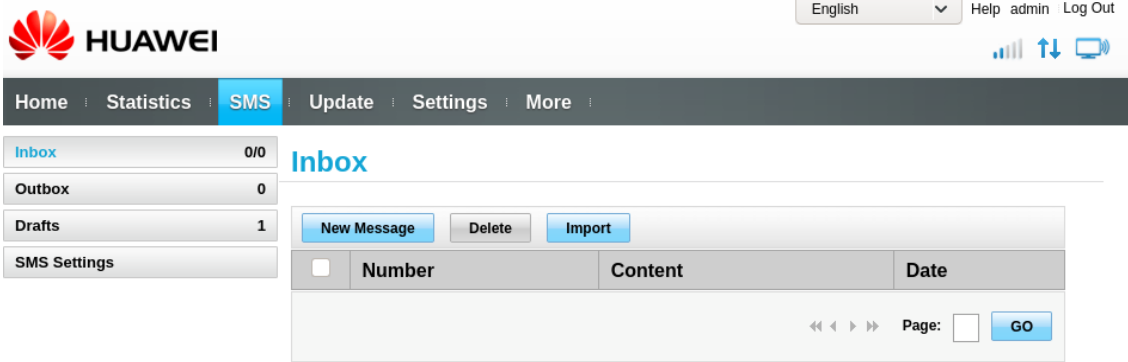 English Help admin Log Out
HUAWEI
Home Statistics SMS Update Settings More
Inbox 0/0
Outbox 0
Drafts 1
SMS Settings
Inbox
New Message Delete Import
Number Content Date
Page: GO